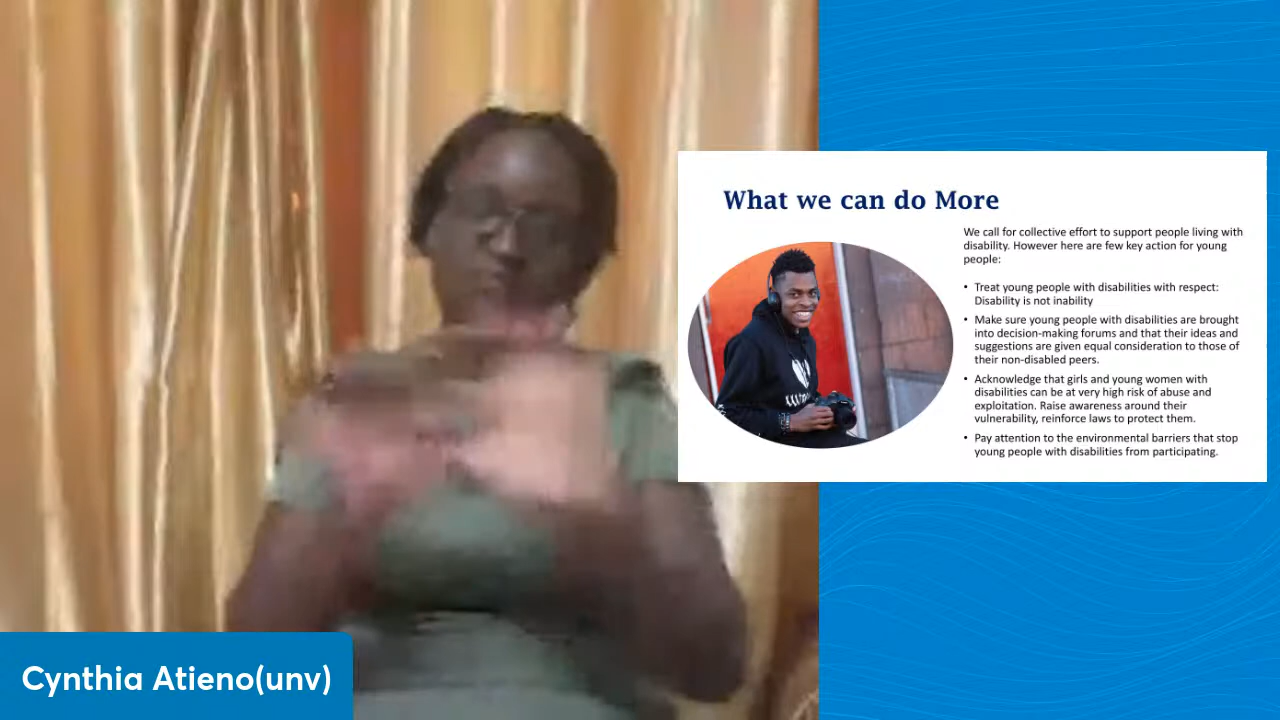 What we can do More
We call for collective effort to support people living with
disability. However here are few key action for young
people:
• Treat young people with disabilities with respect:
Disability is not inability
• Make sure young people with disabilities are brought
into decision-making forums and that their ideas and
suggestions are given equal consideration to those of
their non-disabled peers.
• Acknowledge that girls and young women with
disabilities can be at very high risk of abuse and
exploitation. Raise awareness around their
vulnerability, reinforce laws to protect them.
• Pay attention to the environmental barriers that stop
young people with disabilities from participating.
Cynthia Atieno(unv)